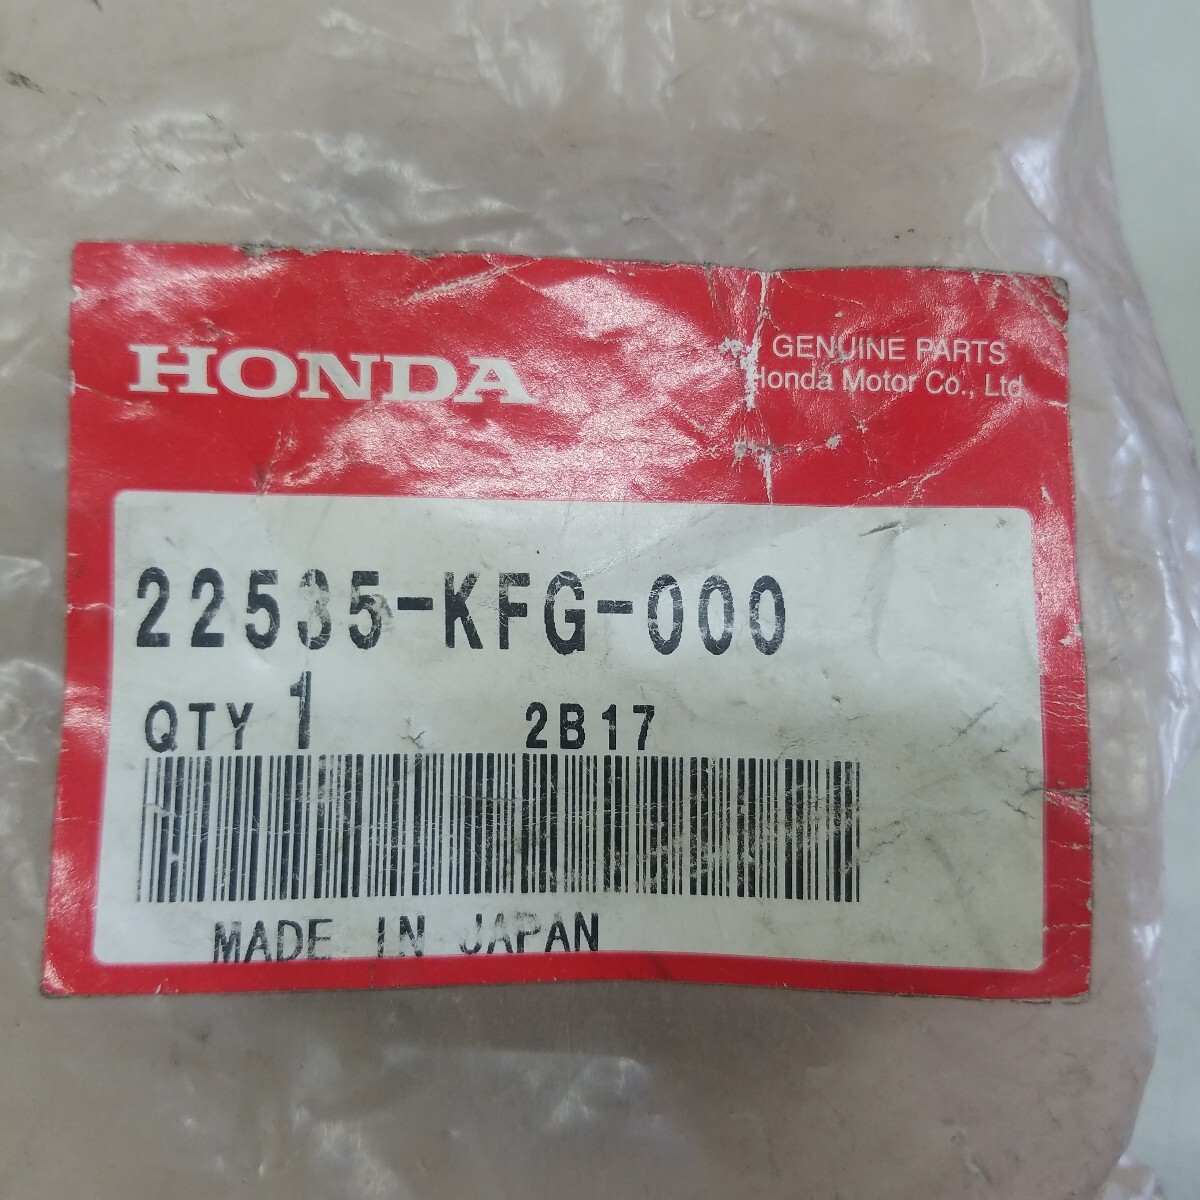 HONDA
GENUINE PARTS
Honda Motor Co., Ltd.
22535-KFG-000
QTY 1 2B17
MADE IN JAPAN